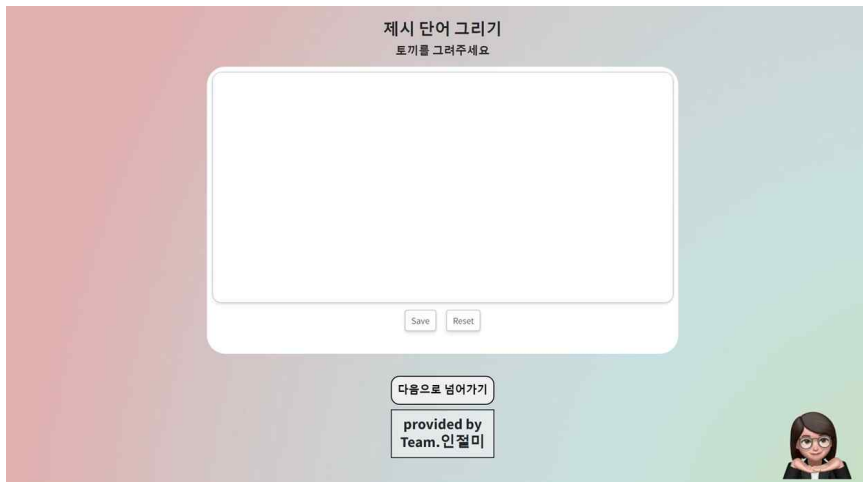 제시 단어 그리기
토끼를 그려주세요
Save
Reset
다음으로 넘어가기
provided by
Team.인절미